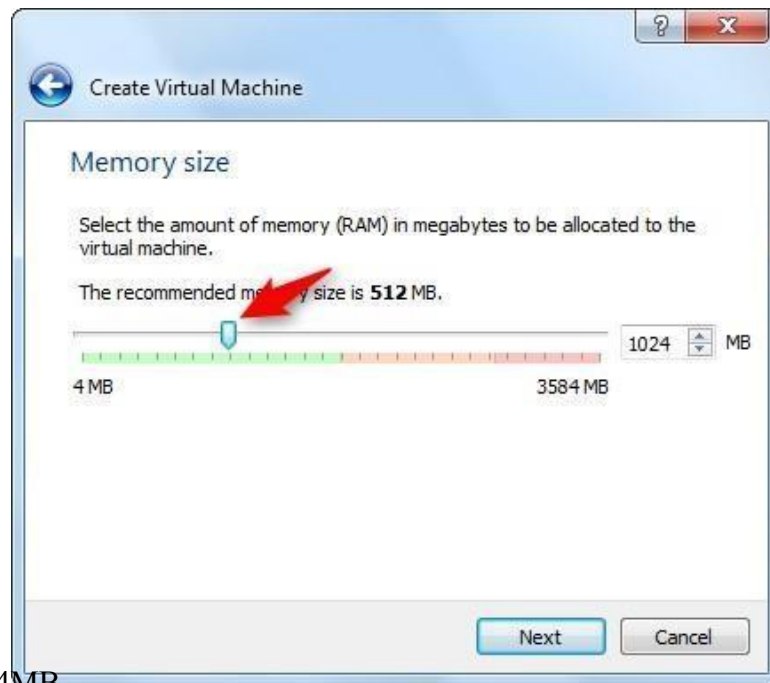 ?
X
Create Virtual Machine
Memory size
Select the amount of memory (RAM) in megabytes to be allocated to the
virtual machine.
The recommended size is 512 MB.
1024 MB
4 MB 3584 MB
Next Cancel